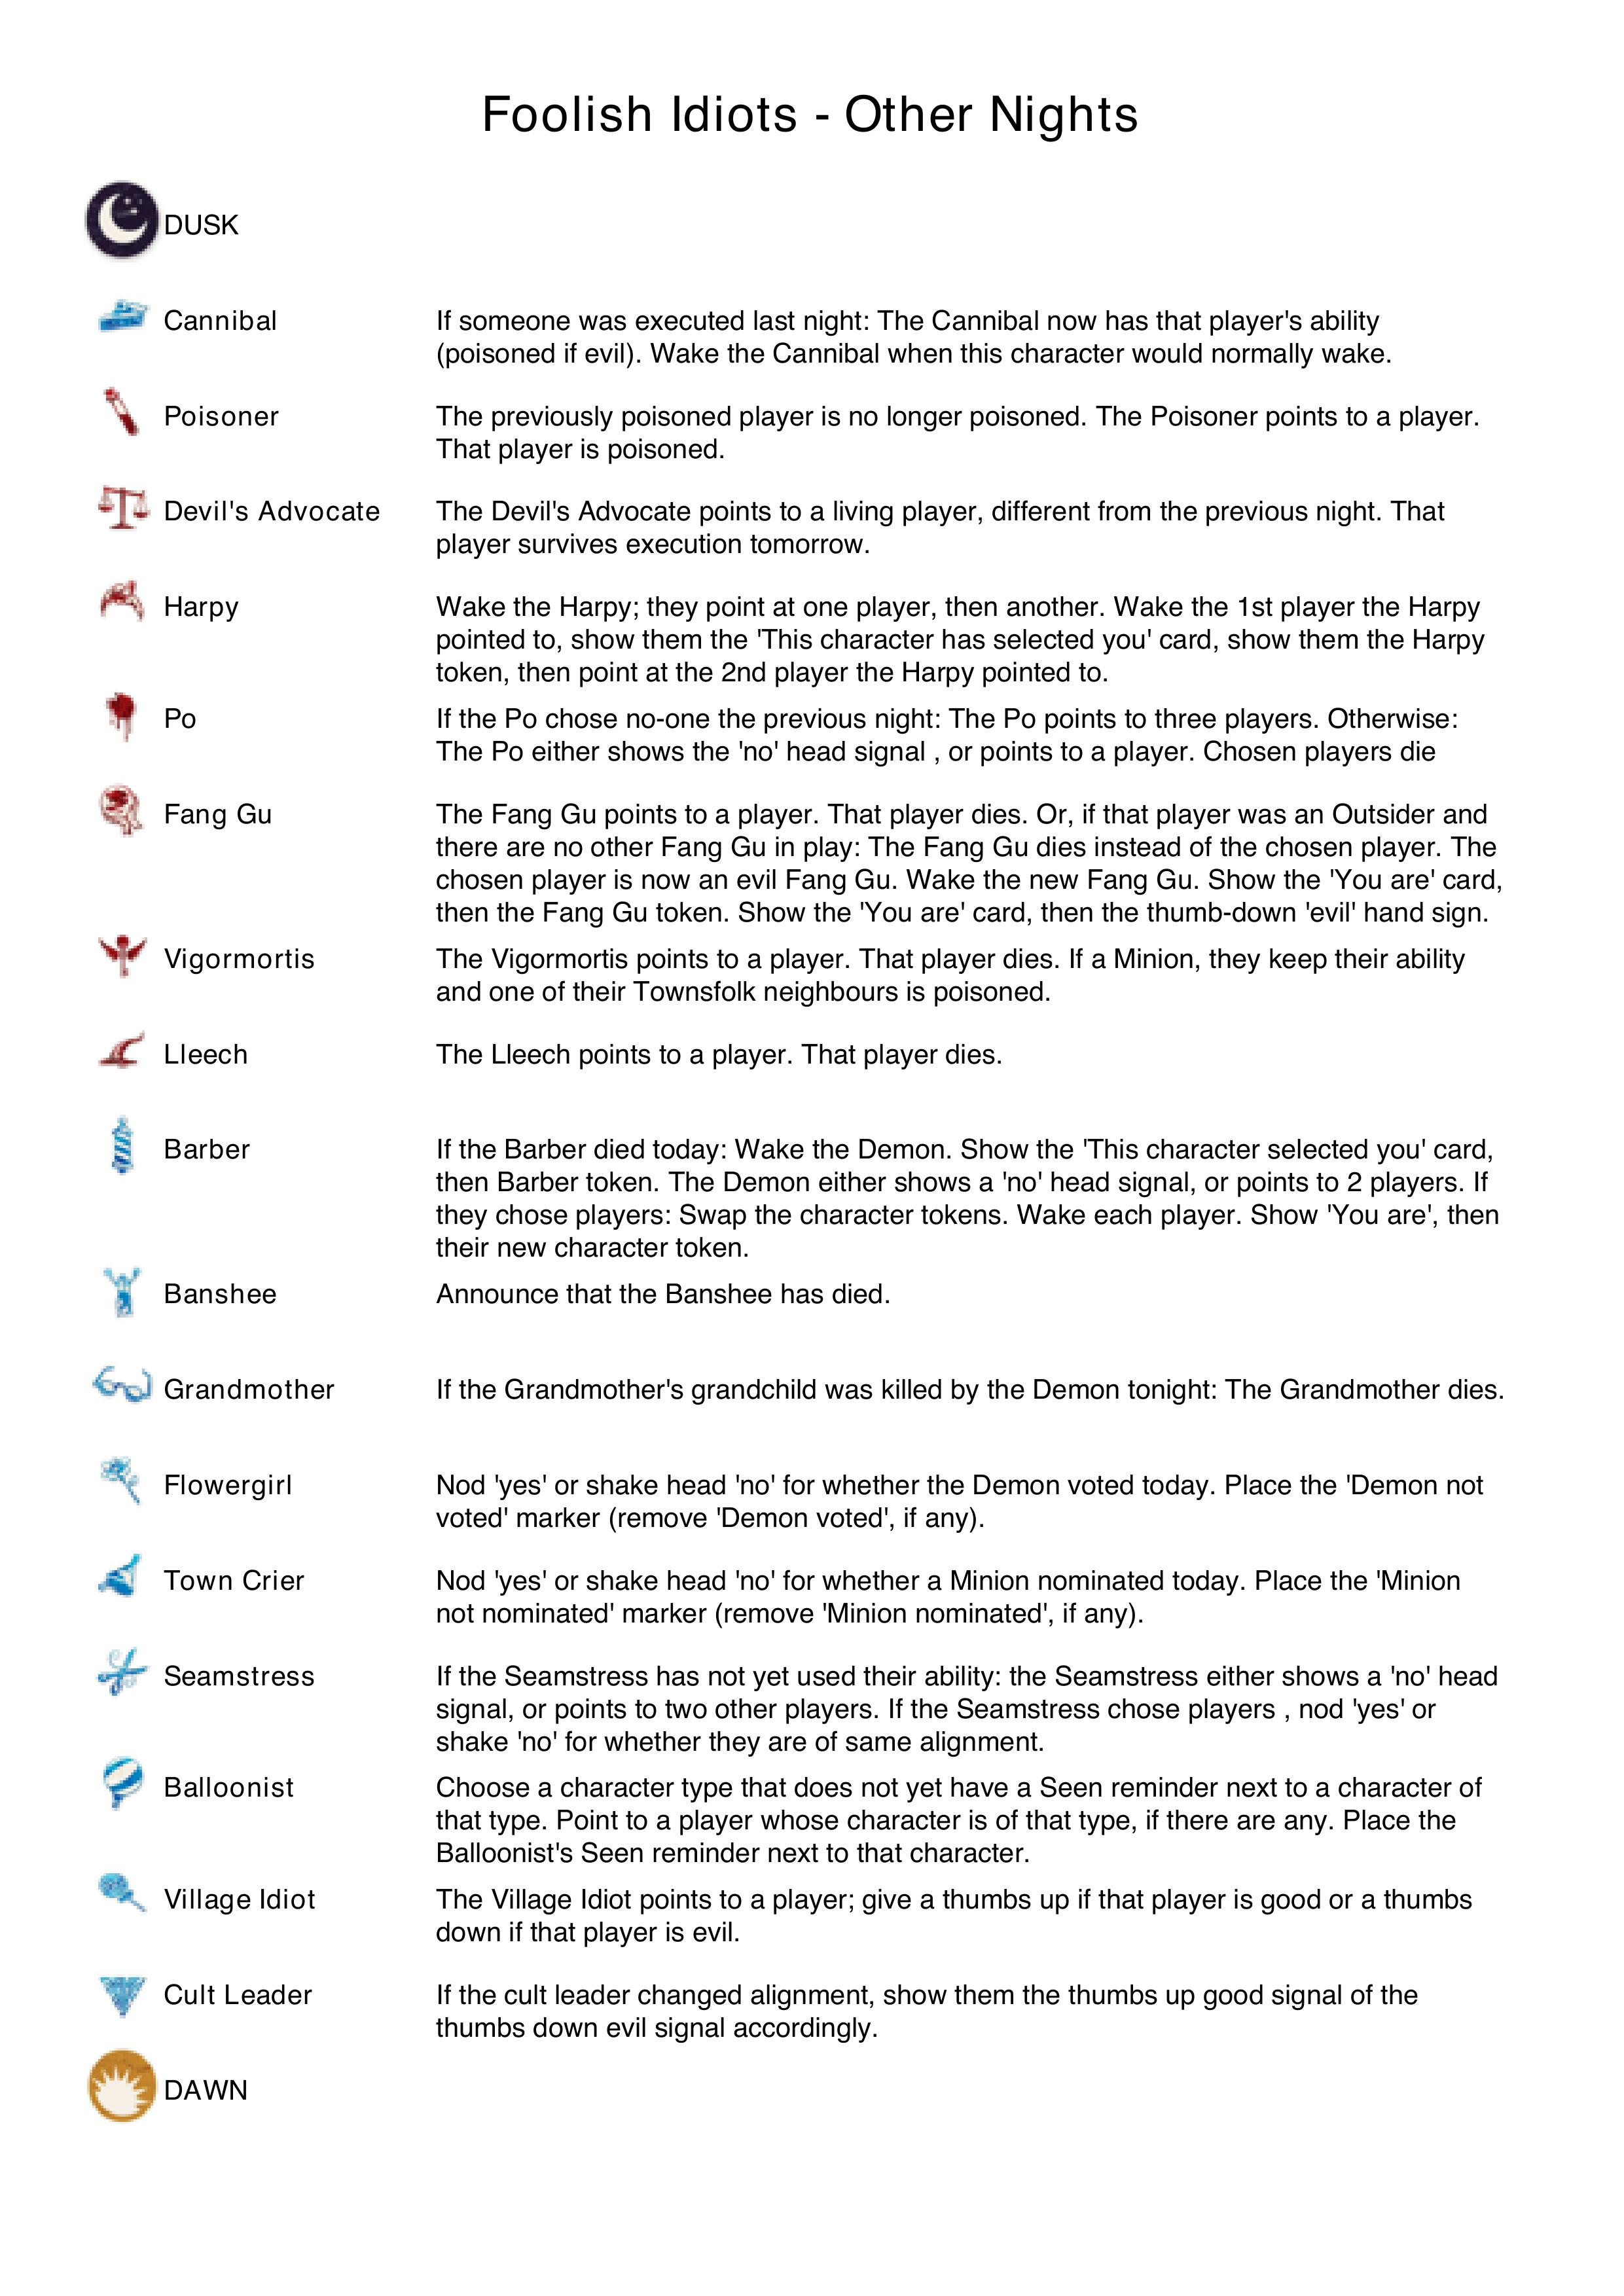 Foolish Idiots - Other Nights
DUSK
Cannibal
If someone was executed last night: The Cannibal now has that player's ability
(poisoned if evil). Wake the Cannibal when this character would normally wake.
Poisoner
The previously poisoned player is no longer poisoned. The Poisoner points to a player.
That player is poisoned.
Devil's Advocate
The Devil's Advocate points to a living player, different from the previous night. That
player survives execution tomorrow.
Harpy
Wake the Harpy; they point at one player, then another. Wake the 1st player the Harpy
pointed to, show them the 'This character has selected you' card, show them the Harpy
token, then point at the 2nd player the Harpy pointed to.
Po
If the Po chose no-one the previous night: The Po points to three players. Otherwise:
The Po either shows the 'no' head signal , or points to a player. Chosen players die
Fang Gu
The Fang Gu points to a player. That player dies. Or, if that player was an Outsider and
there are no other Fang Gu in play: The Fang Gu dies instead of the chosen player. The
chosen player is now an evil Fang Gu. Wake the new Fang Gu. Show the 'You are' card,
then the Fang Gu token. Show the 'You are' card, then the thumb-down 'evil' hand sign.
Vigormortis
The Vigormortis points to a player. That player dies. If a Minion, they keep their ability
and one of their Townsfolk neighbours is poisoned.
Lleech
The Lleech points to a player. That player dies.
Barber
If the Barber died today: Wake the Demon. Show the 'This character selected you' card,
then Barber token. The Demon either shows a 'no' head signal, or points to 2 players. If
they chose players: Swap the character tokens. Wake each player. Show 'You are', then
their new character token.
Banshee
Announce that the Banshee has died.
Grandmother
If the Grandmother's grandchild was killed by the Demon tonight: The Grandmother dies.
Flowergirl
Nod 'yes' or shake head 'no' for whether the Demon voted today. Place the 'Demon not
voted' marker (remove 'Demon voted', if any).
Town Crier
Nod 'yes' or shake head 'no' for whether a Minion nominated today. Place the 'Minion
not nominated' marker (remove 'Minion nominated', if any).
Seamstress
If the Seamstress has not yet used their ability: the Seamstress either shows a 'no' head
signal, or points to two other players. If the Seamstress chose players , nod 'yes' or
shake 'no' for whether they are of same alignment.
Balloonist
Choose a character type that does not yet have a Seen reminder next to a character of
that type. Point to a player whose character is of that type, if there are any. Place the
Balloonist's Seen reminder next to that character.
Village Idiot
The Village Idiot points to a player; give a thumbs up if that player is good or a thumbs
down if that player is evil.
Cult Leader
If the cult leader changed alignment, show them the thumbs up good signal of the
thumbs down evil signal accordingly.
DAWN